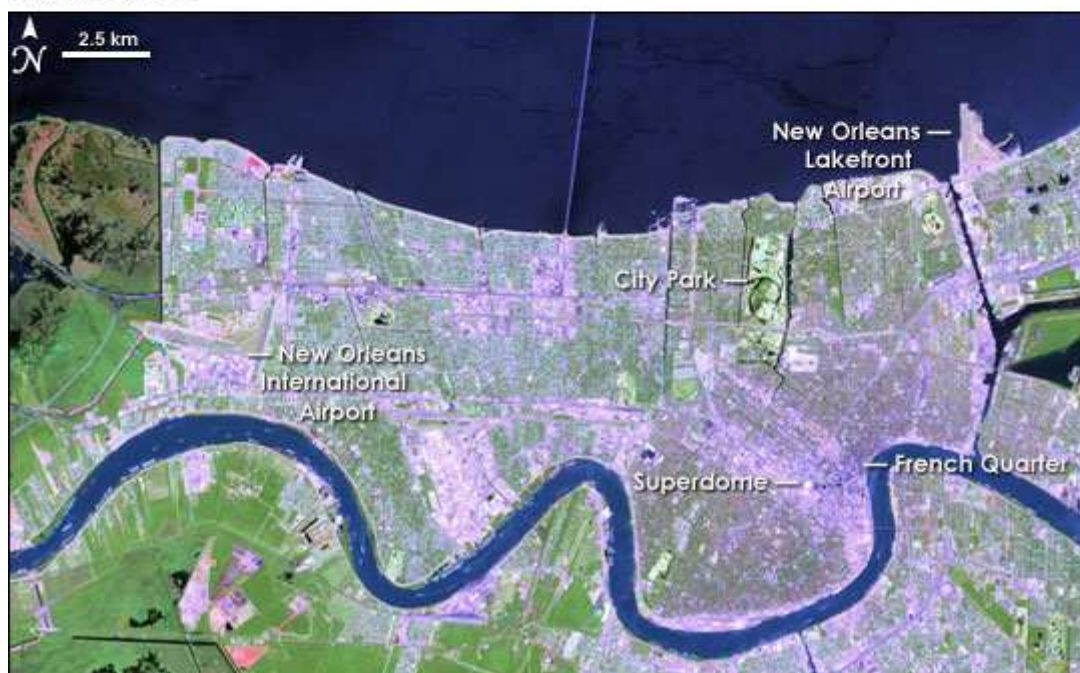 2.5 km
N
New Orleans
Lakefront
Airport
City Park
New Orleans
International
Airport
French Quarter
Superdome